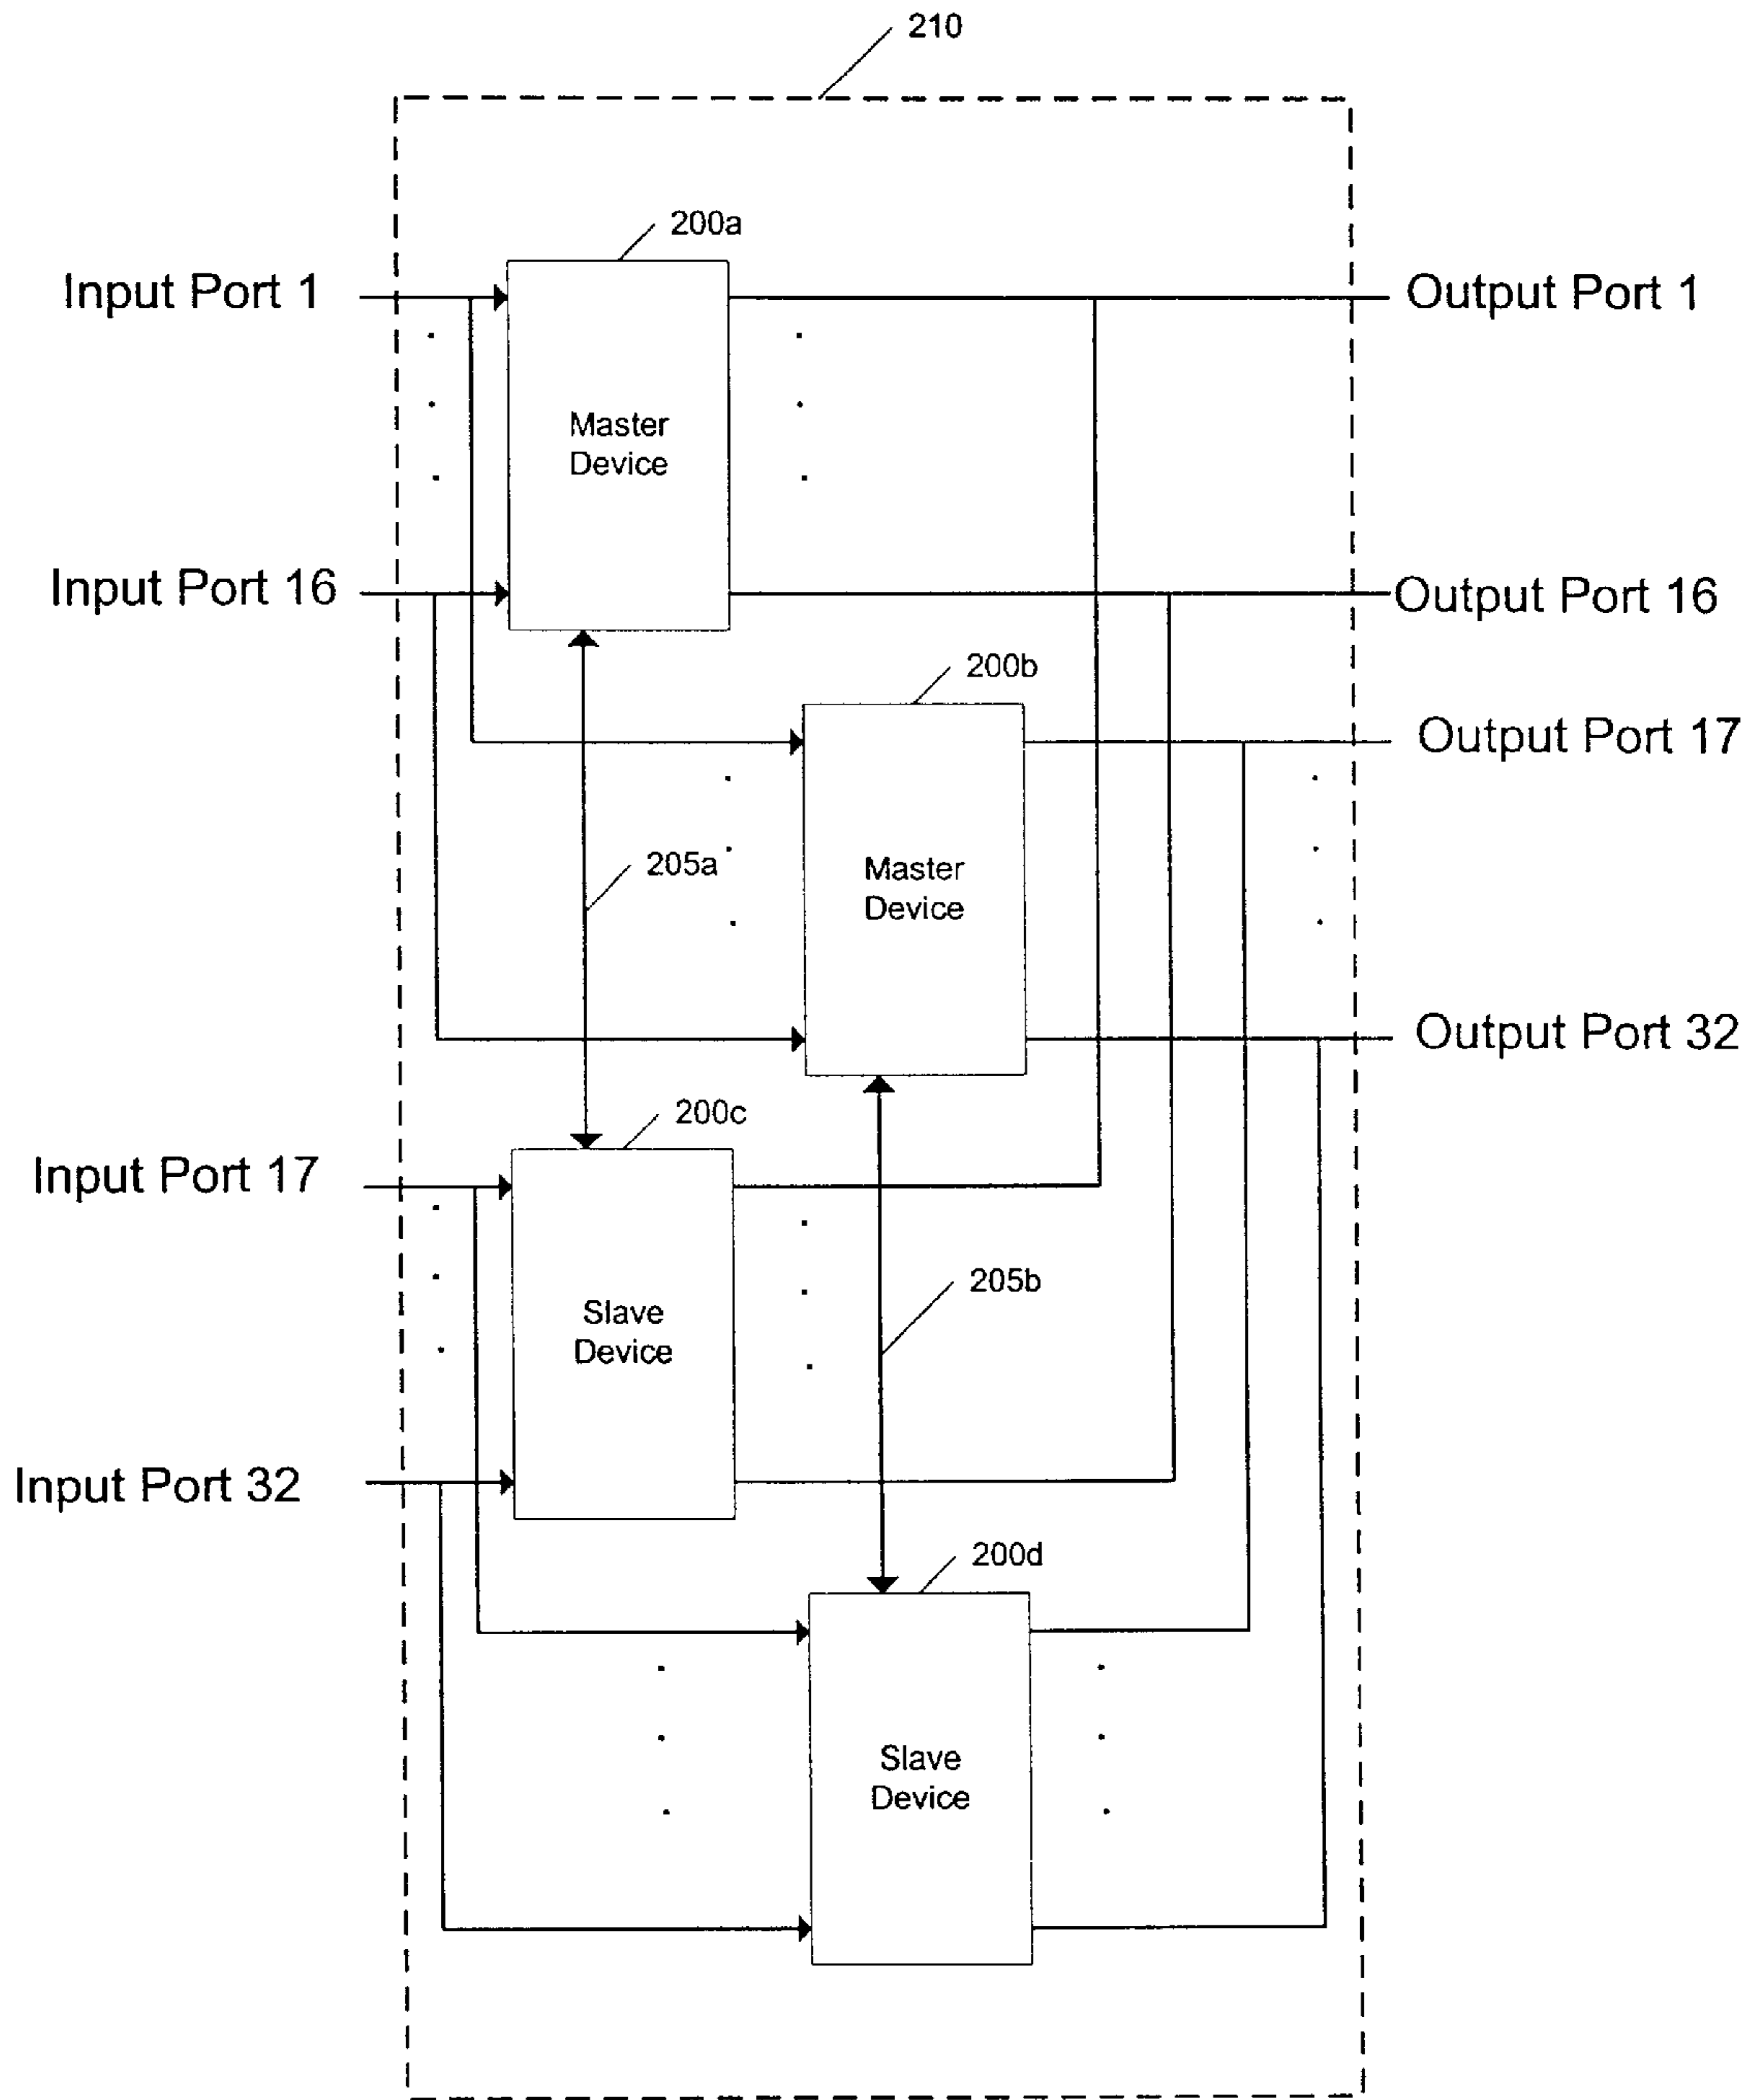 210
200a
Input Port 1
Output Port 1
Master
Device
Input Port 16
Output Port 16
200b
Output Port 17
205a
Master
Device
Output Port 32
200c
Input Port 17
205b
Slave
Device
Input Port 32
200d
Slave
Device